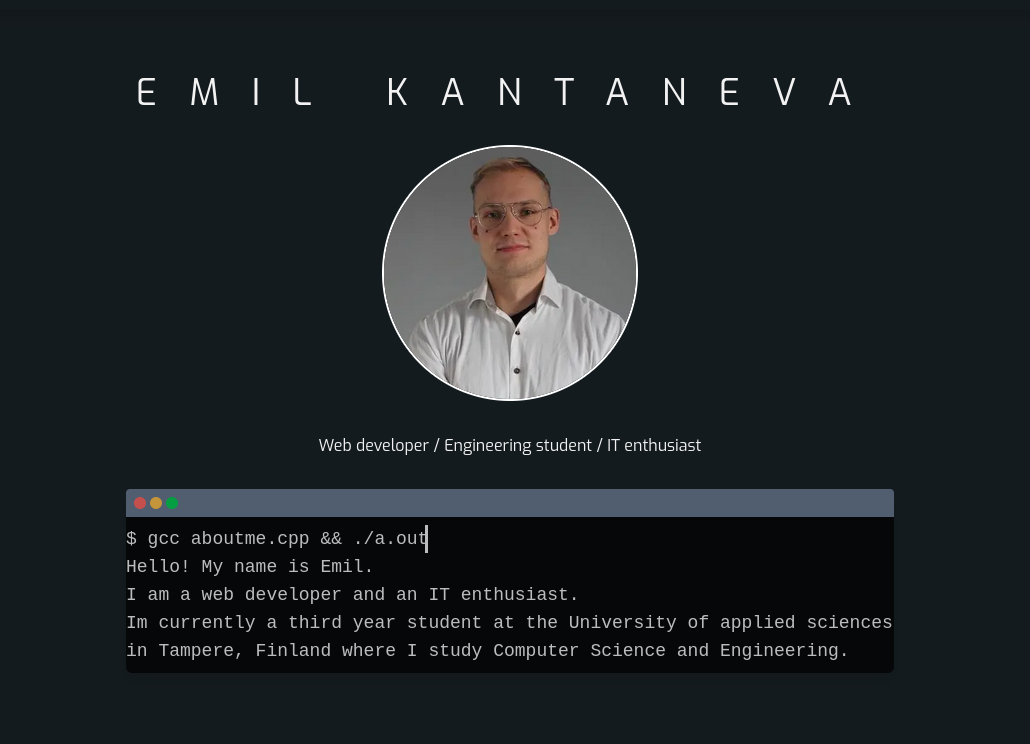 EMIL KANTANEVA
Web developer / Engineering student / IT enthusiast
$ gcc aboutme.cpp && ./a.out
Hello! My name is Emil.
I am a web developer and an IT enthusiast.
Im currently a third year student at the University of applied sciences
in Tampere, Finland where I study Computer Science and Engineering.